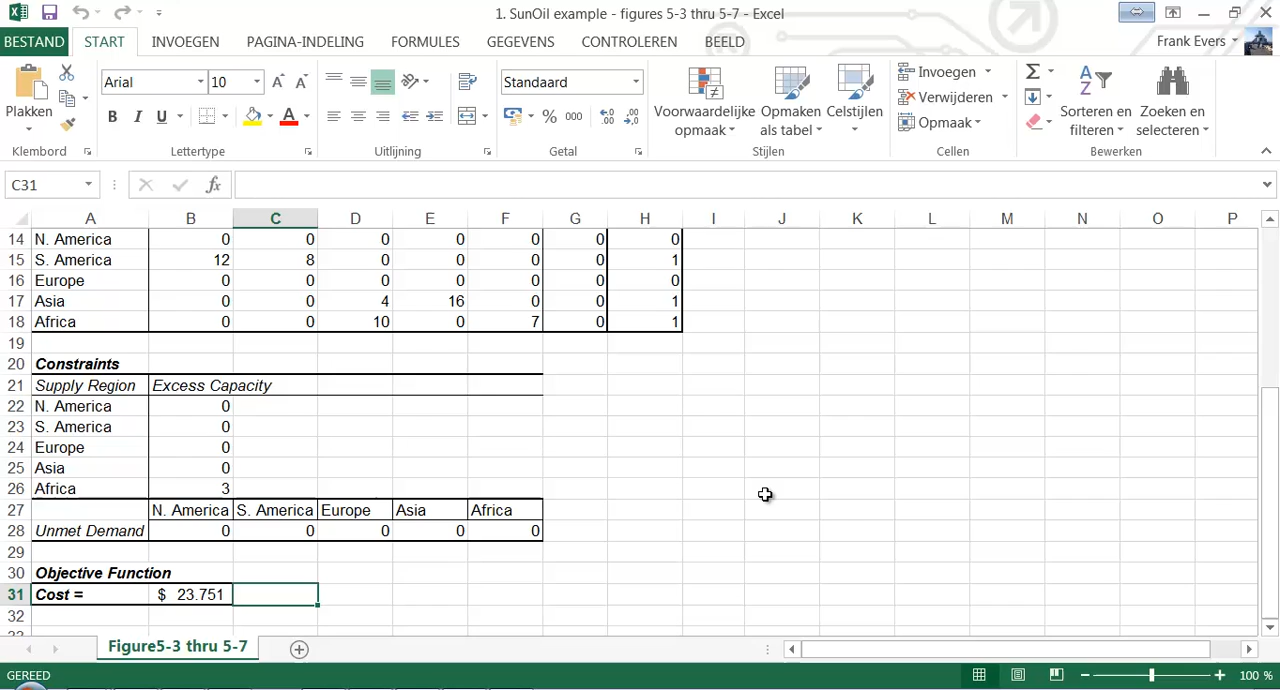 1. SunOil example - figures 5-3 thru 5-7 - Excel
BESTAND START INVOEGEN PAGINA-INDELING FORMULES GEGEVENS CONTROLEREN BEELD Frank Evers
Plakken
Klembord
Arial 10
B I U A
Lettertype
Uitlijning
Standaard
% 000
Getal
Voorwaardelijke opmaak
Opmaken als tabel
Celstijlen
Stijlen
Invoegen
Verwijderen
Opmaak
Cellen
Sorteren en filteren
Zoeken en selecteren
Bewerken
C31 fx
A B C D E F G H I J K L M N O P
14 N. America 0 0 0 0 0 0 0
15 S. America 12 8 0 0 0 0 1
16 Europe 0 0 0 0 0 0 0
17 Asia 0 0 4 16 0 0 1
18 Africa 0 0 10 0 7 0 1
19
20 Constraints
21 Supply Region Excess Capacity
22 N. America 0
23 S. America 0
24 Europe 0
25 Asia 0
26 Africa 3
27 N. America S. America Europe Asia Africa
28 Unmet Demand 0 0 0 0 0
29
30 Objective Function
31 Cost = $ 23.751
32
33
Figure5-3 thru 5-7
GEREED 100 %